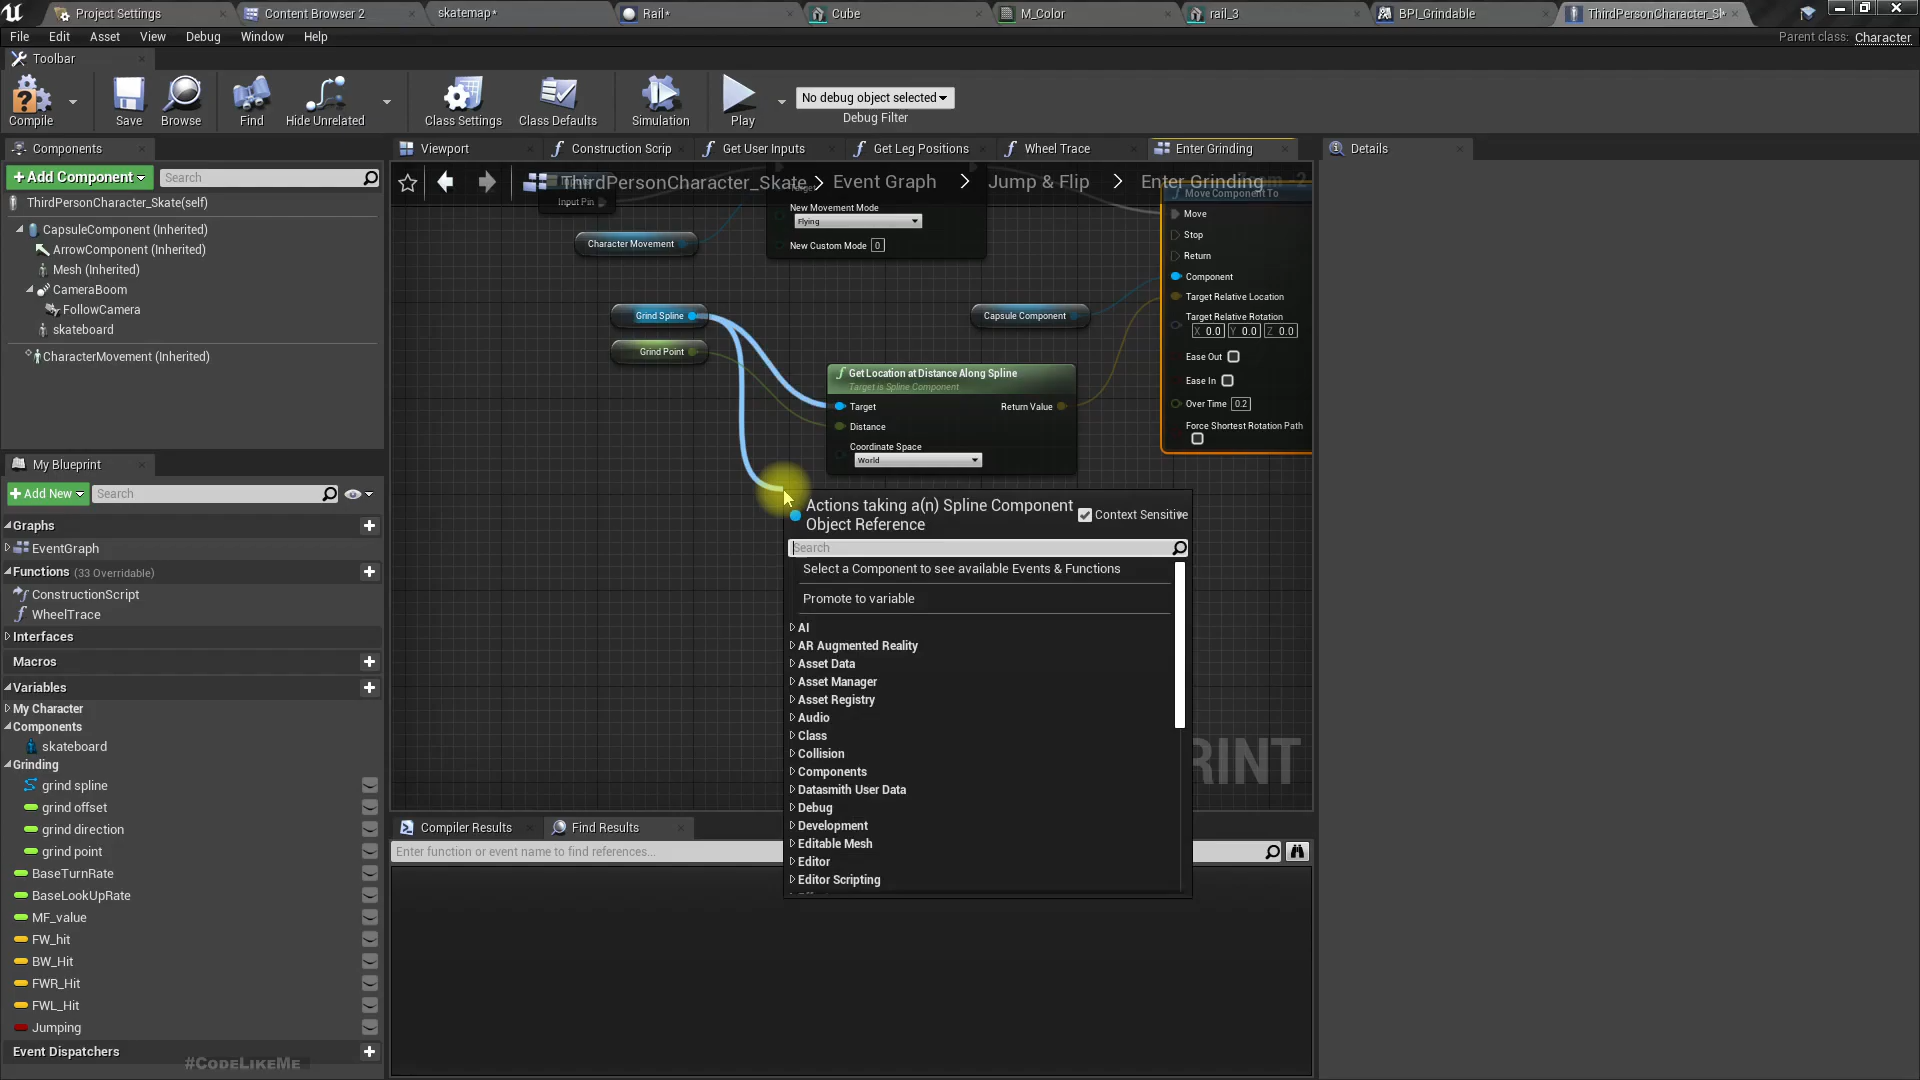 Project Settings
Content Browser 2
skatemap*
Rail*
Cube
M_Color
rail_3
BPI_Grindable
ThirdPersonCharacter_Sk
File Edit Asset View Debug Window Help
Parent class: Character
Toolbar
Compile
Save
Browse
Find
Hide Unrelated
Class Settings
Class Defaults
Simulation
Play
No debug object selected
Debug Filter
Components
+Add Component
Search
ThirdPersonCharacter_Skate(self)
CapsuleComponent (Inherited)
ArrowComponent (Inherited)
Mesh (Inherited)
CameraBoom
FollowCamera
skateboard
CharacterMovement (Inherited)
My Blueprint
+Add New
Search
Graphs
EventGraph
Functions (33 Overridable)
ConstructionScript
WheelTrace
Interfaces
Macros
Variables
My Character
Components
skateboard
Grinding
grind spline
grind offset
grind direction
grind point
BaseTurnRate
BaseLookUpRate
MF_value
FW_hit
BW_Hit
FWR_Hit
FWL_Hit
Jumping
Event Dispatchers
#CodeLikeMe
Viewport
Construction Scrip
Get User Inputs
Get Leg Positions
Wheel Trace
Enter Grinding
Details
ThirdPersonCharacter_Skate > Event Graph > Jump & Flip > Enter Grinding
Input Pin
Target
New Movement Mode
Flying
New Custom Mode 0
Character Movement
Grind Spline
Grind Point
Capsule Component
Get Location at Distance Along Spline
Target is Spline Component
Target
Return Value
Distance
Coordinate Space
World
Move Component To
Move
Stop
Return
Component
Target Relative Location
Target Relative Rotation
X 0.0 Y 0.0 Z 0.0
Ease Out
Ease In
Over Time 0.2
Force Shortest Rotation Path
Actions taking a(n) Spline Component
Object Reference
Context Sensitive
Search
Select a Component to see available Events & Functions
Promote to variable
AI
AR Augmented Reality
Asset Data
Asset Manager
Asset Registry
Audio
Class
Collision
Components
Datasmith User Data
Debug
Development
Editable Mesh
Editor
Editor Scripting
RINT
Compiler Results
Find Results
Enter function or event name to find references...